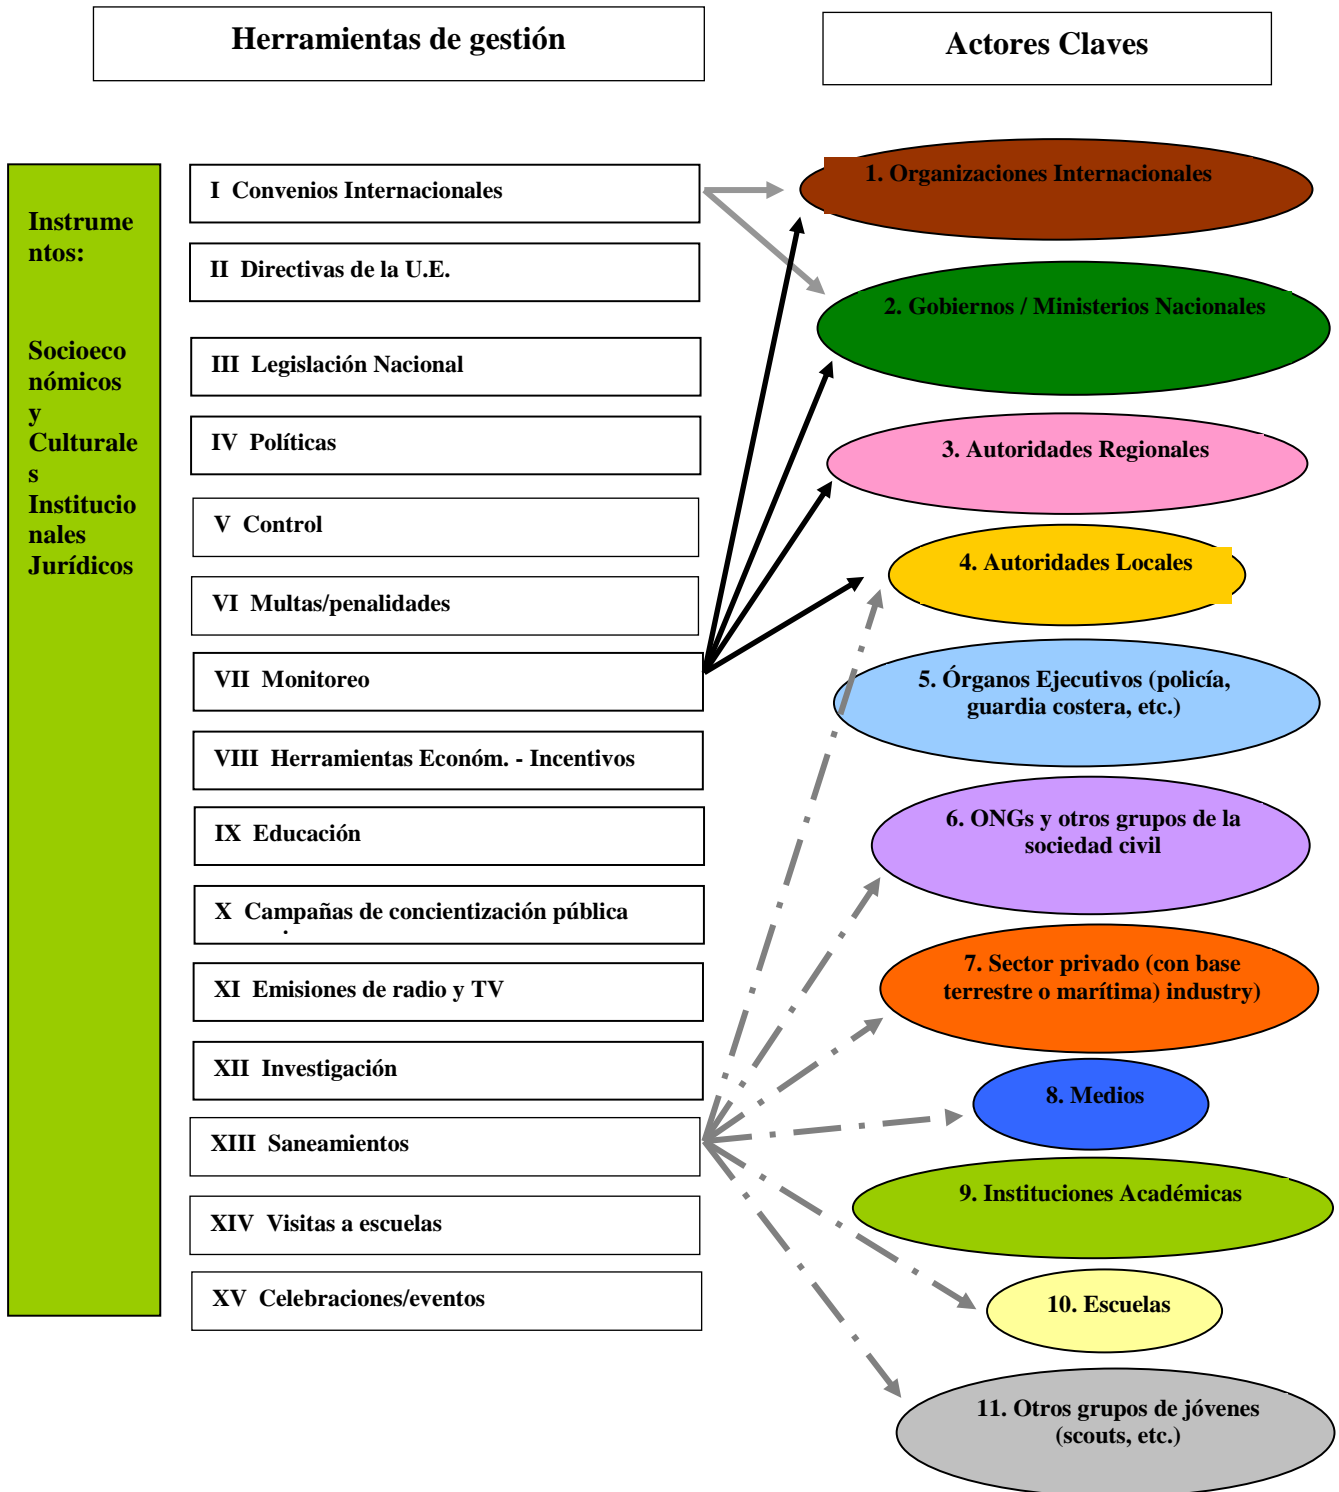 Herramientas de gestión
Actores Claves
Instrume
ntos:
Socioeco
nómicos
y
Culturale
s
Institucio
nales
Jurídicos
I Convenios Internacionales
II Directivas de la U.E.
III Legislación Nacional
IV Políticas
V Control
VI Multas/penalidades
VII Monitoreo
VIII Herramientas Económ. - Incentivos
IX Educación
X Campañas de concientización pública
XI Emisiones de radio y TV
XII Investigación
XIII Saneamientos
XIV Visitas a escuelas
XV Celebraciones/eventos
1. Organizaciones Internacionales
2. Gobiernos / Ministerios Nacionales
3. Autoridades Regionales
4. Autoridades Locales
5. Órganos Ejecutivos (policía,
guardia costera, etc.)
6. ONGs y otros grupos de la
sociedad civil
7. Sector privado (con base
terrestre o marítima) industry)
8. Medios
9. Instituciones Académicas
10. Escuelas
11. Otros grupos de jóvenes
(scouts, etc.)